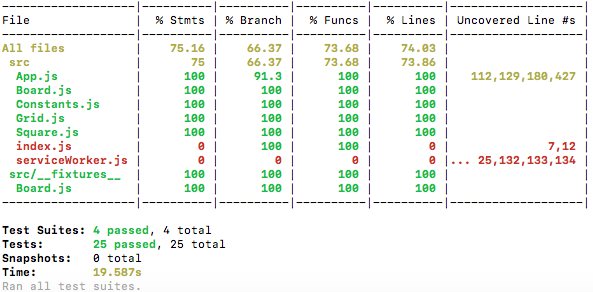 --------------------|----------|----------|----------|----------|-------------------|
File                |  % Stmts | % Branch |  % Funcs |  % Lines | Uncovered Line #s |
--------------------|----------|----------|----------|----------|-------------------|
All files           |    75.16 |    66.37 |    73.68 |    74.03 |                   |
 src                |       75 |    66.37 |    73.68 |    73.86 |                   |
  App.js            |      100 |     91.3 |      100 |      100 |   112,129,180,427 |
  Board.js          |      100 |      100 |      100 |      100 |                   |
  Constants.js      |      100 |      100 |      100 |      100 |                   |
  Grid.js           |      100 |      100 |      100 |      100 |                   |
  Square.js         |      100 |      100 |      100 |      100 |                   |
  index.js          |        0 |      100 |      100 |        0 |              7,12 |
  serviceWorker.js  |        0 |        0 |        0 |        0 |... 25,132,133,134 |
 src/__fixtures__   |      100 |      100 |      100 |      100 |                   |
  Board.js          |      100 |      100 |      100 |      100 |                   |
--------------------|----------|----------|----------|----------|-------------------|
Test Suites: 4 passed, 4 total
Tests:       25 passed, 25 total
Snapshots:   0 total
Time:        19.587s
Ran all test suites.